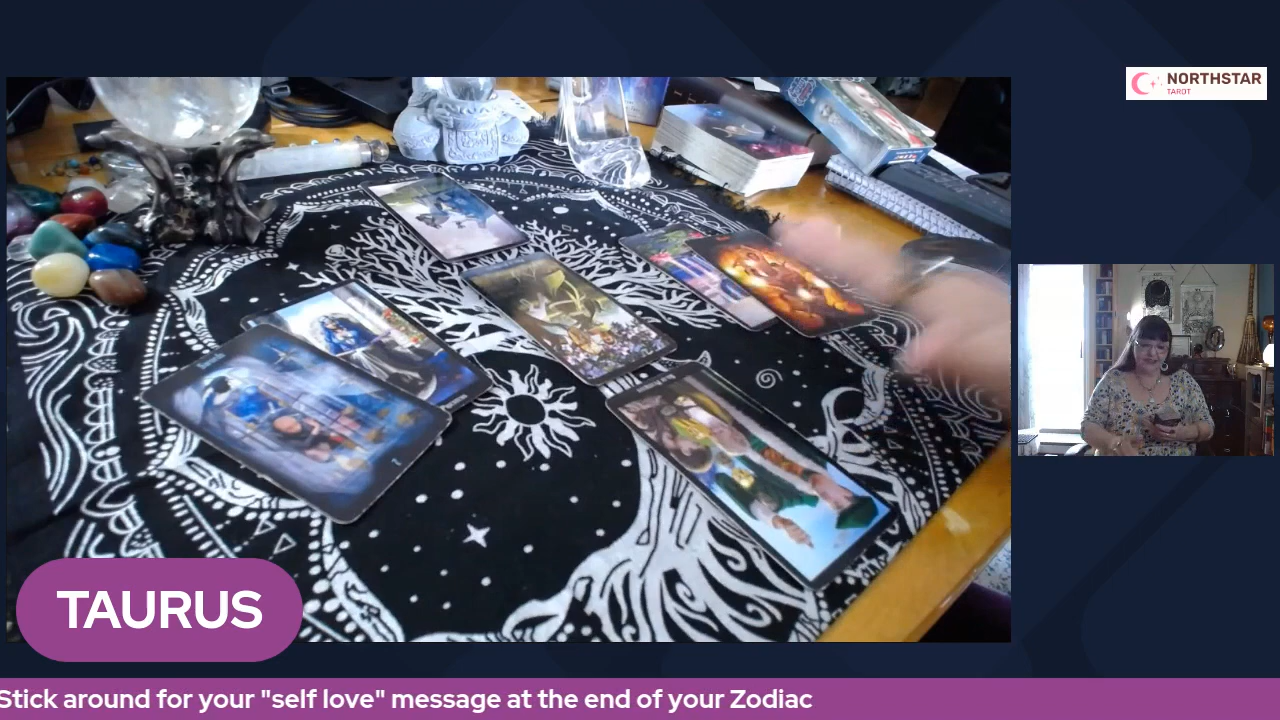 NORTHSTAR
TAROT
TAURUS
Stick around for your "self love" message at the end of your Zodiac